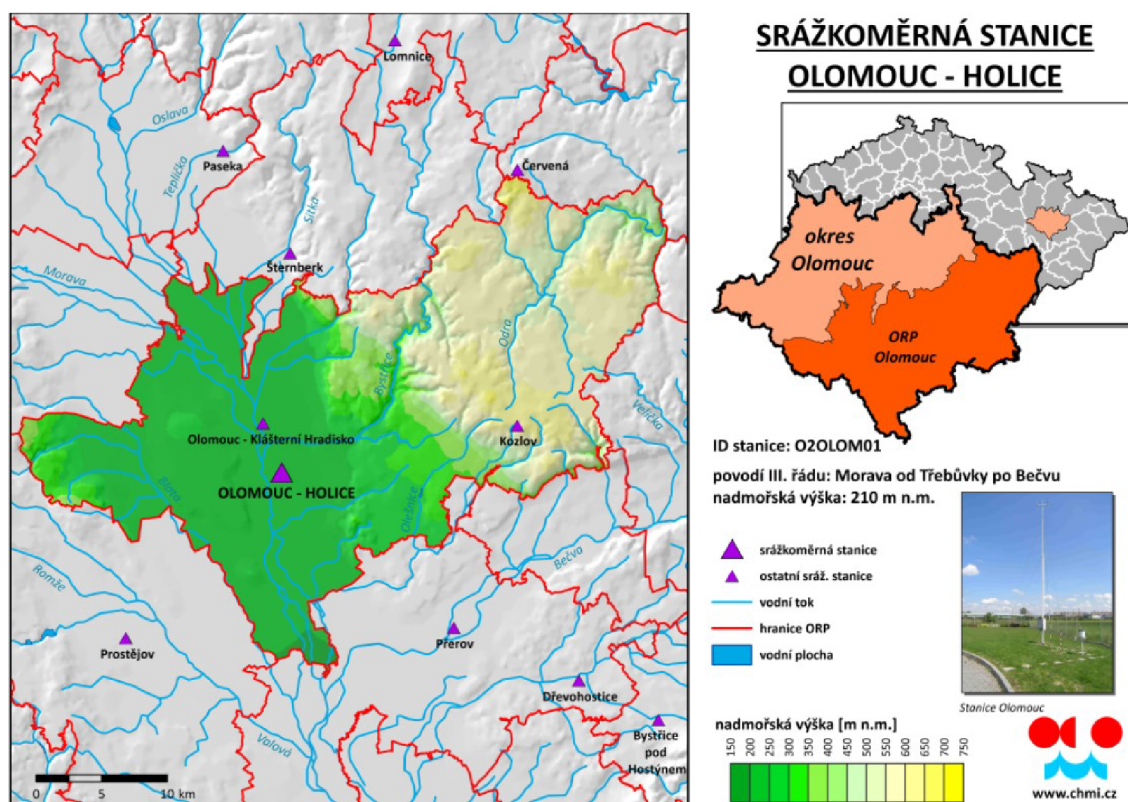 SRÁŽKOMĚRNÁ STANICE
OLOMOUC - HOLICE
Lomnice
Oslava
Paseka
Teplička
Červená
Sitka
Šternberk
Morava
Odra
Bystřice
Velička
Olomouc - Klášterní Hradisko
Kozlov
OLOMOUC - HOLICE
Blata
Olešnice
Bečva
Romže
Prostějov
Přerov
Dřevohostice
Valová
Bystřice
pod
Hostýnem
0 5 10 km
okres
Olomouc
ORP
Olomouc
ID stanice: O2OLOM01
povodí III. řádu: Morava od Třebůvky po Bečvu
nadmořská výška: 210 m n.m.
srážkoměrná stanice
ostatní sráž. stanice
vodní tok
hranice ORP
vodní plocha
Stanice Olomouc
nadmořská výška [m n.m.]
150 200 250 300 350 400 450 500 550 600 650 700 750
www.chmi.cz